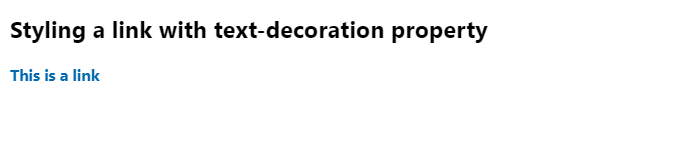 Styling a link with text-decoration property
This is a link